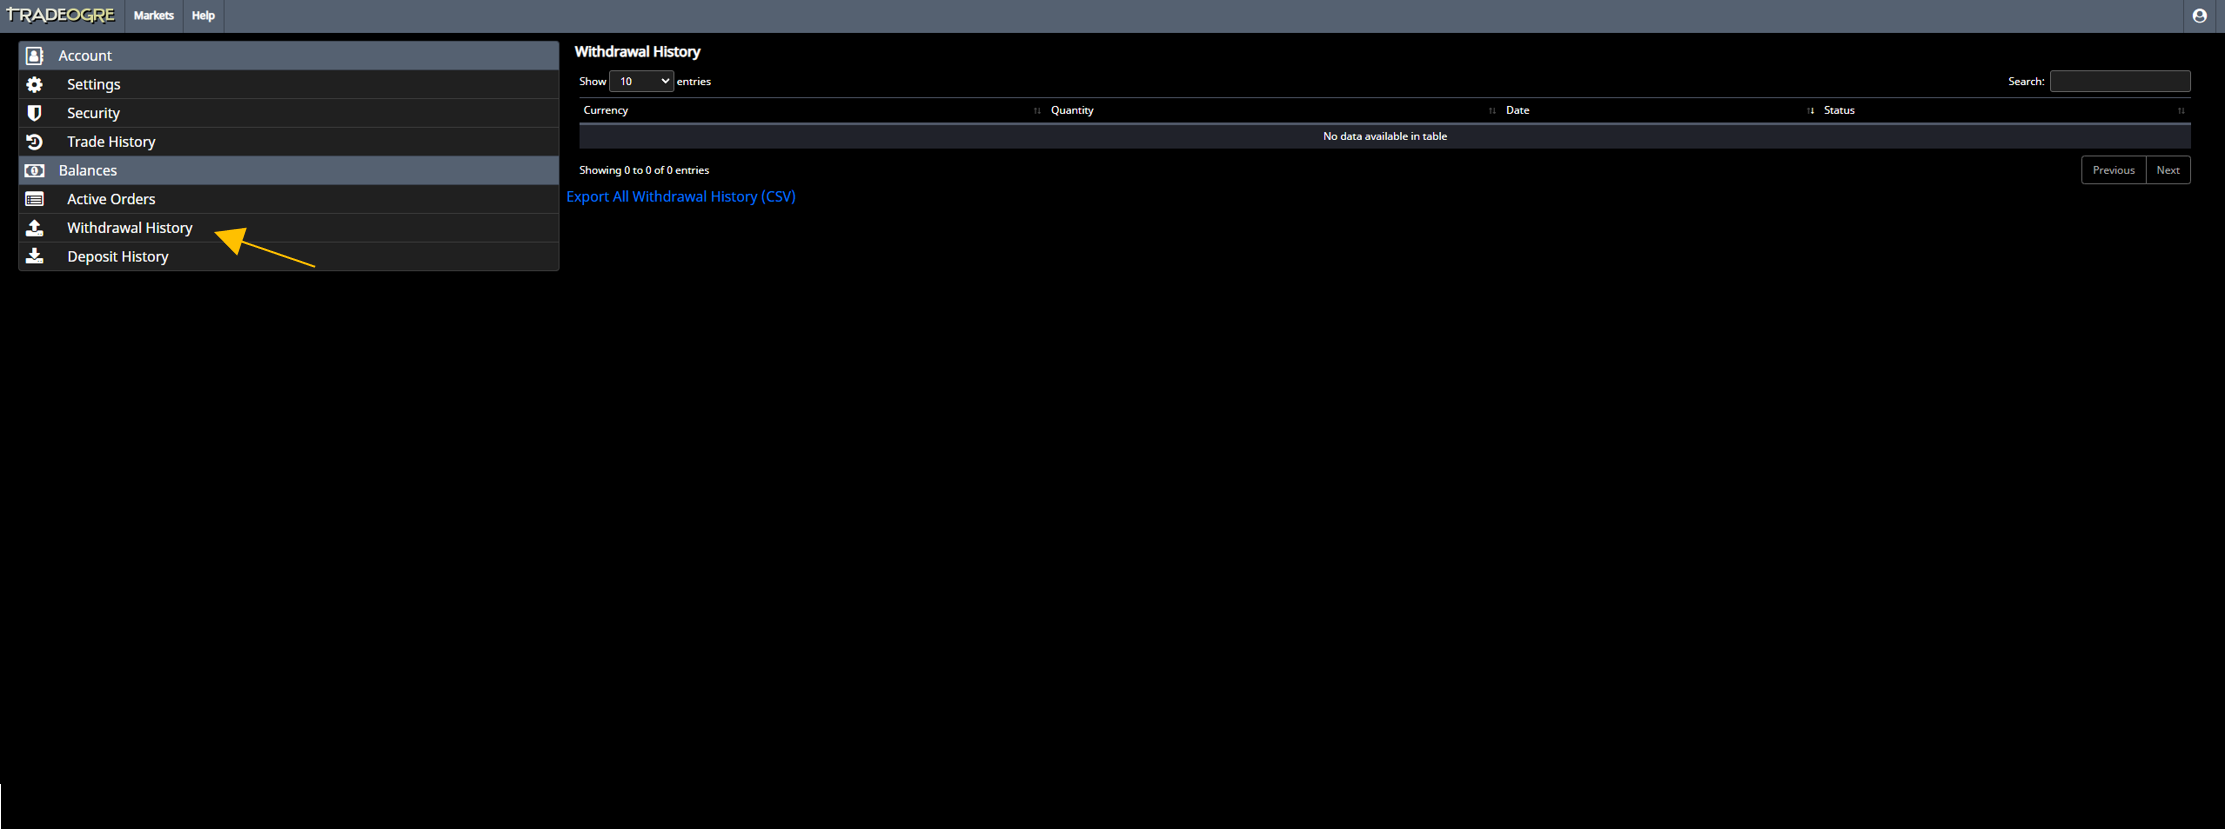 TRADEOGRE Markets Help
Account
Settings
Security
Trade History
Balances
Active Orders
Withdrawal History
Deposit History
Withdrawal History
Show 10 entries Search:
Currency Quantity Date Status
No data available in table
Showing 0 to 0 of 0 entries Previous Next
Export All Withdrawal History (CSV)